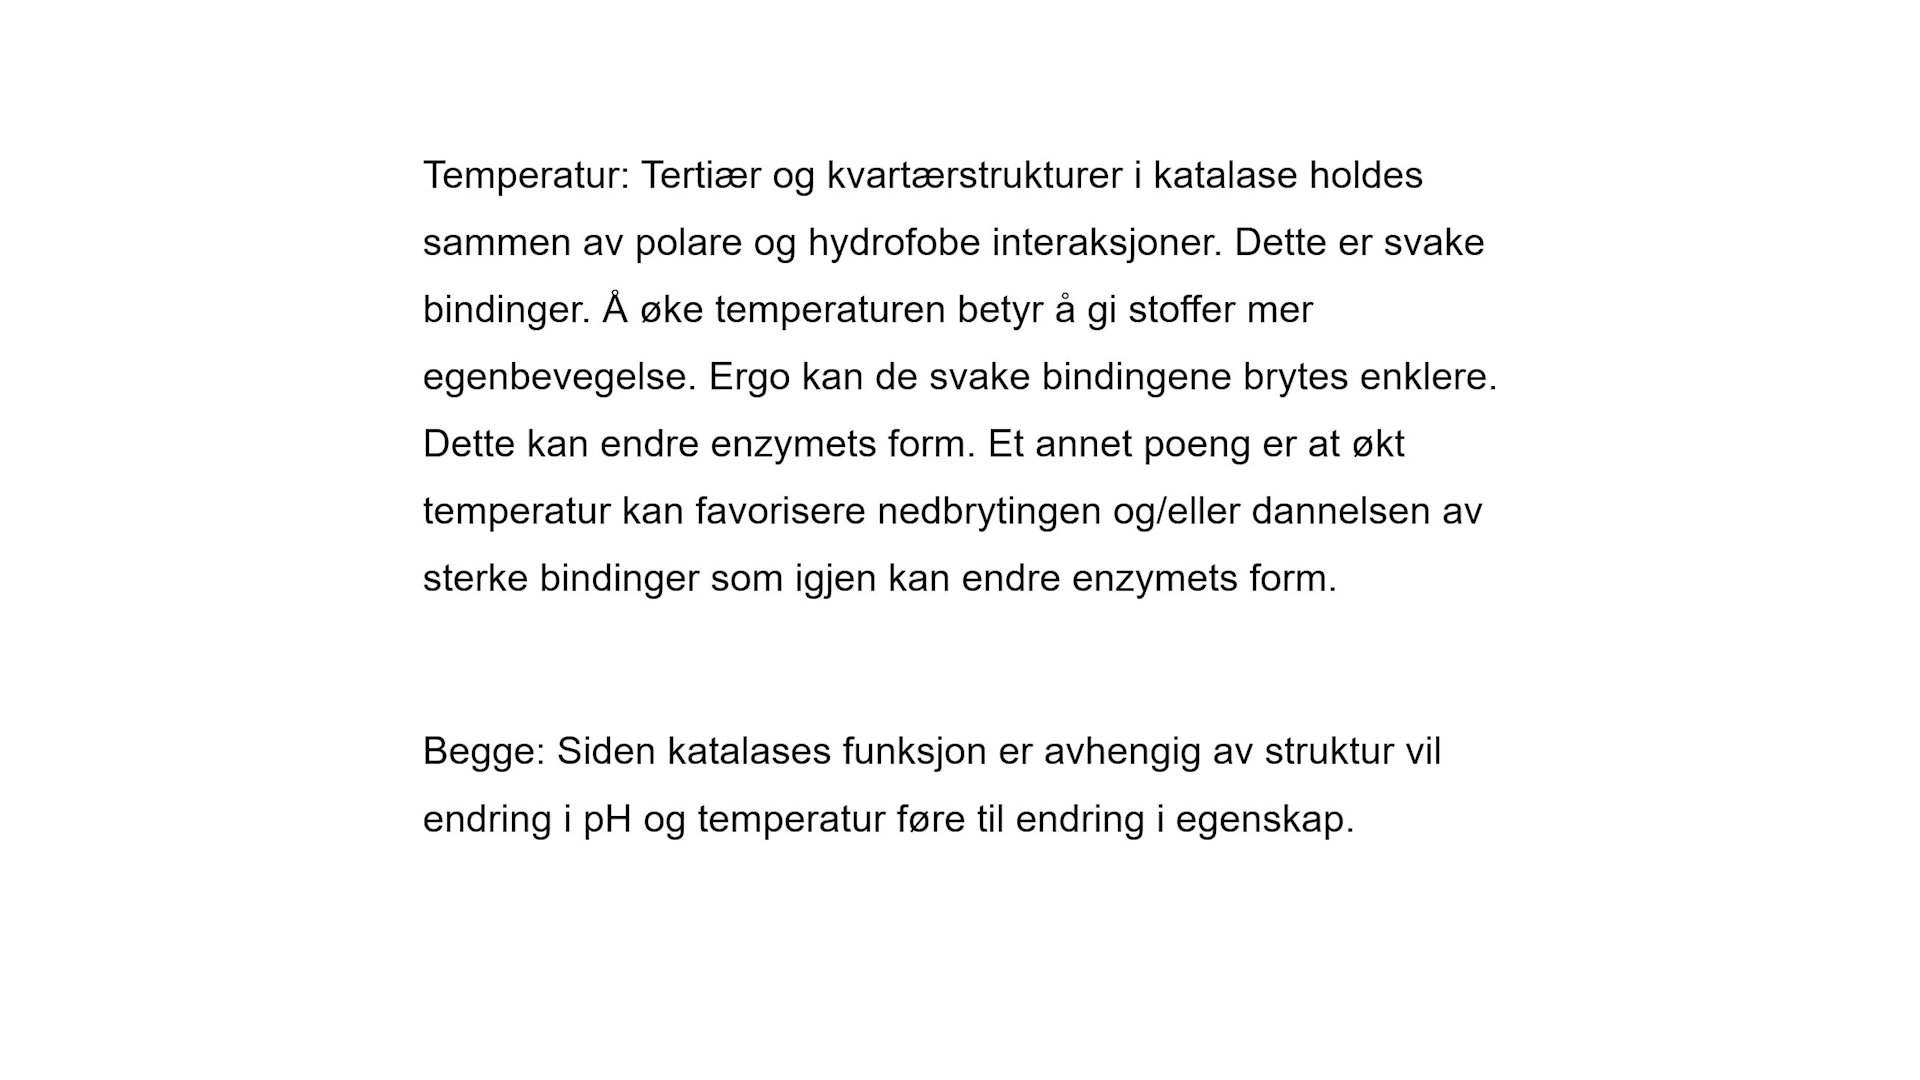 Temperatur: Tertiær og kvartærstrukturer i katalase holdes
sammen av polare og hydrofobe interaksjoner. Dette er svake
bindinger. Å øke temperaturen betyr å gi stoffer mer
egenbevegelse. Ergo kan de svake bindingene brytes enklere.
Dette kan endre enzymets form. Et annet poeng er at økt
temperatur kan favorisere nedbrytingen og/eller dannelsen av
sterke bindinger som igjen kan endre enzymets form.
Begge: Siden katalases funksjon er avhengig av struktur vil
endring i pH og temperatur føre til endring i egenskap.